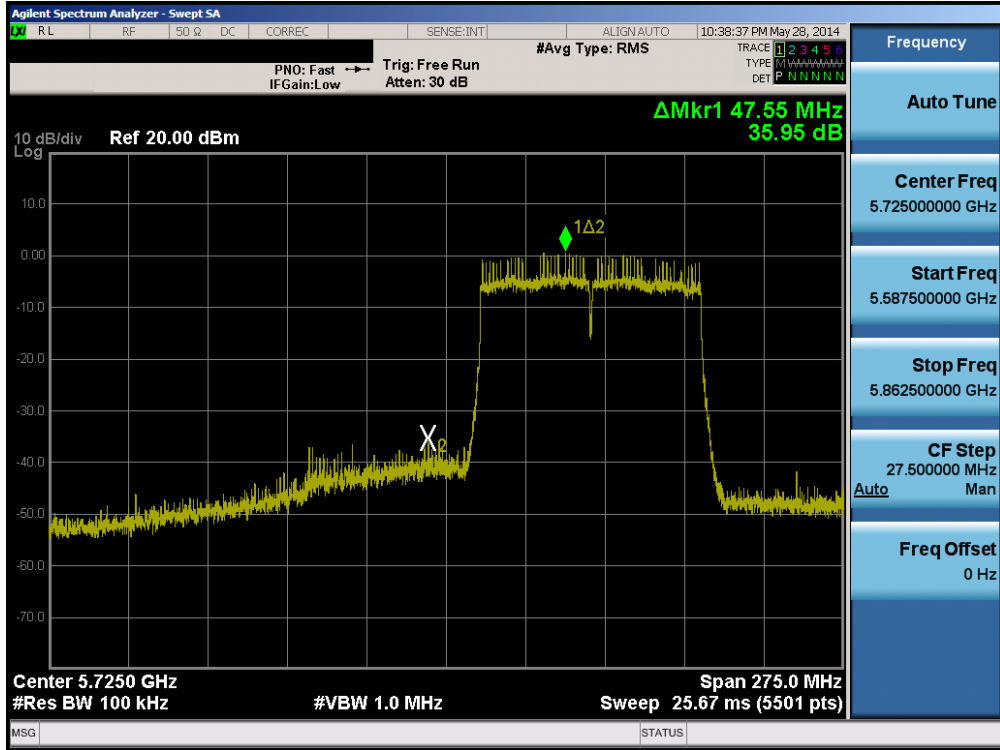 Agilent Spectrum Analyzer - Swept SA
LXI RL RF 50 Ω DC CORREC SENSE:INT ALIGN AUTO 10:38:37 PM May 28, 2014
#Avg Type: RMS TRACE 1 2 3 4 5 6
PNO: Fast Trig: Free Run TYPE M
IFGain:Low Atten: 30 dB DET P N N N N N
ΔMkr1 47.55 MHz
35.95 dB
10 dB/div Ref 20.00 dBm
Log
10.0
1Δ2
0.00
-10.0
-20.0
-30.0
X2
-40.0
-50.0
-60.0
-70.0
Center 5.7250 GHz Span 275.0 MHz
#Res BW 100 kHz #VBW 1.0 MHz Sweep 25.67 ms (5501 pts)
MSG STATUS
Frequency
Auto Tune
Center Freq
5.725000000 GHz
Start Freq
5.587500000 GHz
Stop Freq
5.862500000 GHz
CF Step
27.500000 MHz
Auto Man
Freq Offset
0 Hz